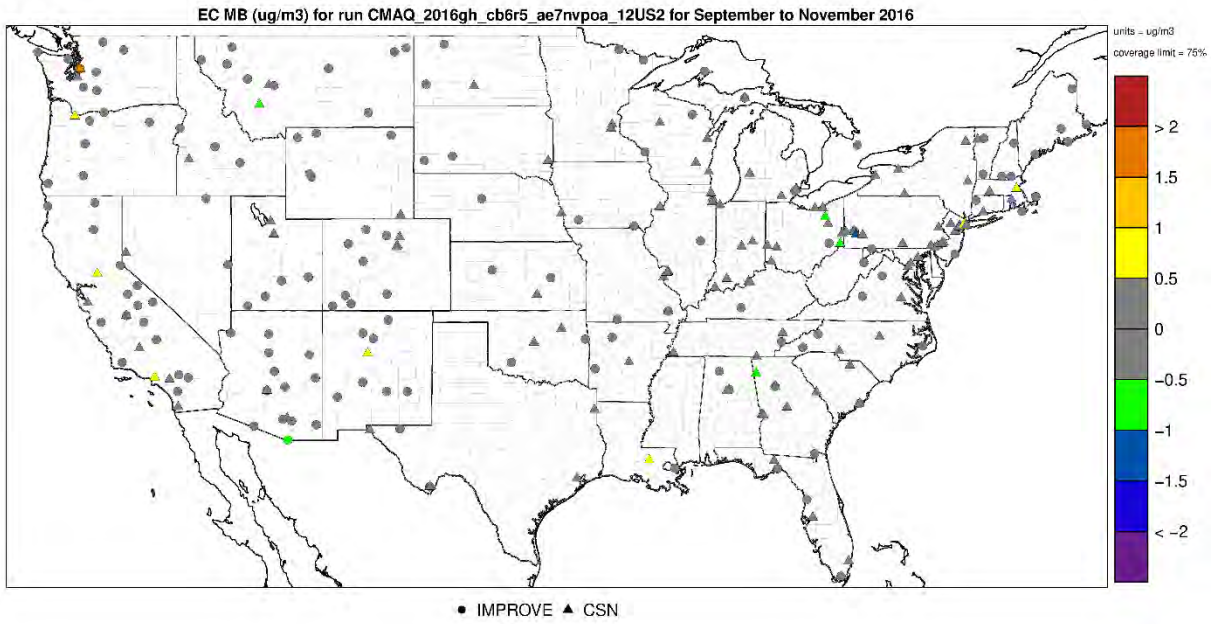 EC MB (ug/m3) for run CMAQ_2016gh_cb6r5_ae7nvpoa_12US2 for September to November 2016
units = ug/m3
coverage limit = 75%
> 2
1.5
1
0.5
0
−0.5
−1
−1.5
< −2
● IMPROVE ▲ CSN